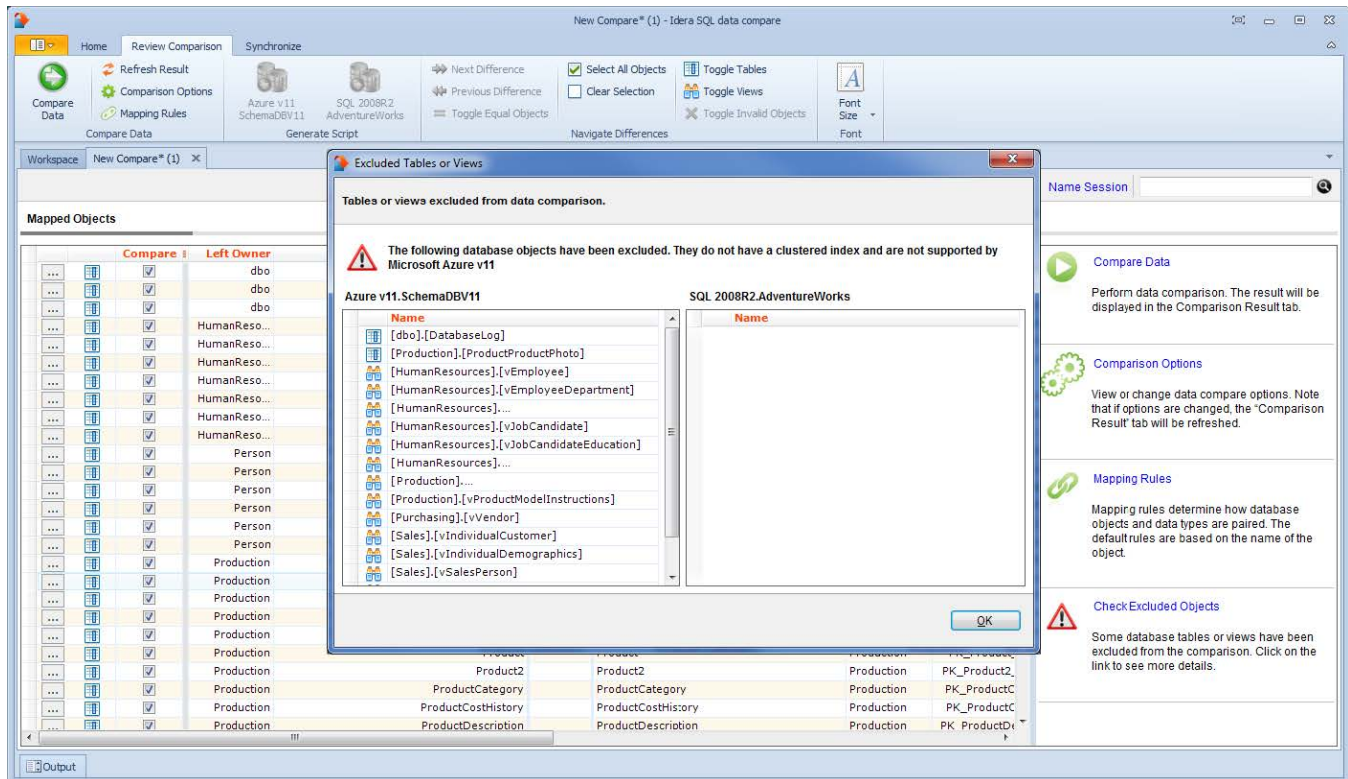 New Compare* (1) - Idera SQL data compare
Home Review Comparison Synchronize
Compare Data
Refresh Result
Comparison Options
Mapping Rules
Compare Data
Azure v11 SchemaDBV11
SQL 2008R2 AdventureWorks
Generate Script
Next Difference
Previous Difference
Toggle Equal Objects
Select All Objects
Clear Selection
Toggle Tables
Toggle Views
Toggle Invalid Objects
Navigate Differences
A
Font Size
Font
Workspace New Compare* (1)
Name Session
Mapped Objects
Compare Left Owner
... dbo
... dbo
... dbo
... HumanReso...
... HumanReso...
... HumanReso...
... HumanReso...
... HumanReso...
... HumanReso...
... HumanReso...
... Person
... Person
... Person
... Person
... Person
... Person
... Production
... Production
... Production
... Production
... Production
... Production
... Production Product2 Product2 Production PK_Product2_
... Production ProductCategory ProductCategory Production PK_ProductC
... Production ProductCostHistory ProductCostHistory Production PK_ProductC
... Production ProductDescription ProductDescription Production PK_ProductDe
Excluded Tables or Views
Tables or views excluded from data comparison.
The following database objects have been excluded. They do not have a clustered index and are not supported by
Microsoft Azure v11
Azure v11.SchemaDBV11
Name
[dbo].[DatabaseLog]
[Production].[ProductProductPhoto]
[HumanResources].[vEmployee]
[HumanResources].[vEmployeeDepartment]
[HumanResources]....
[HumanResources].[vJobCandidate]
[HumanResources].[vJobCandidateEducation]
[HumanResources]....
[Production]....
[Production].[vProductModelInstructions]
[Purchasing].[vVendor]
[Sales].[vIndividualCustomer]
[Sales].[vIndividualDemographics]
[Sales].[vSalesPerson]
SQL 2008R2.AdventureWorks
Name
OK
Compare Data
Perform data comparison. The result will be
displayed in the Comparison Result tab.
Comparison Options
View or change data compare options. Note
that if options are changed, the “Comparison
Result’ tab will be refreshed.
Mapping Rules
Mapping rules determine how database
objects and data types are paired. The
default rules are based on the name of the
object.
Check Excluded Objects
Some database tables or views have been
excluded from the comparison. Click on the
link to see more details.
Output